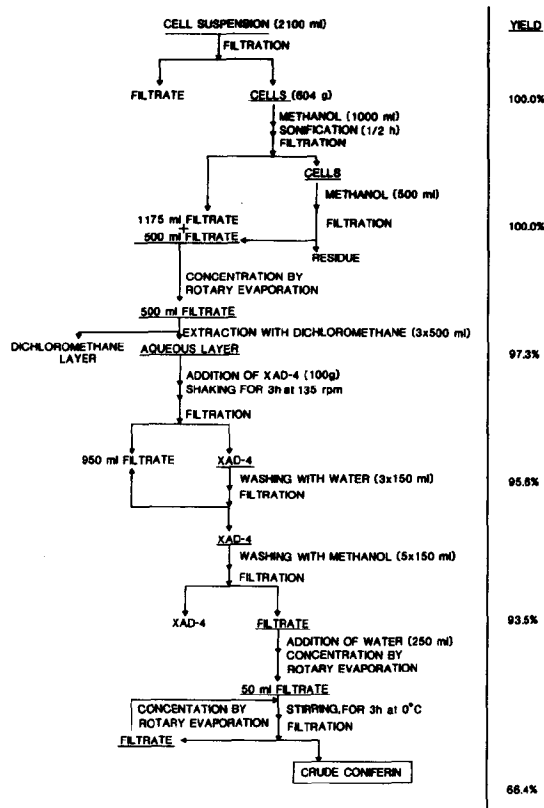 CELL SUSPENSION (2100 ml)
YIELD
FILTRATION
FILTRATE
CELLS (604 g)
100.0%
METHANOL (1000 ml)
SONIFICATION (1/2 h)
FILTRATION
CELLS
METHANOL (500 ml)
1175 ml FILTRATE
+
500 ml FILTRATE
FILTRATION
100.0%
RESIDUE
CONCENTRATION BY
ROTARY EVAPORATION
500 ml FILTRATE
EXTRACTION WITH DICHLOROMETHANE (3x500 ml)
DICHLOROMETHANE
LAYER
AQUEOUS LAYER
97.3%
ADDITION OF XAD-4 (100g)
SHAKING FOR 3h at 135 rpm
FILTRATION
950 ml FILTRATE
XAD-4
95.6%
WASHING WITH WATER (3x150 ml)
FILTRATION
XAD-4
WASHING WITH METHANOL (5x150 ml)
FILTRATION
XAD-4
FILTRATE
93.5%
ADDITION OF WATER (250 ml)
CONCENTRATION BY
ROTARY EVAPORATION
50 ml FILTRATE
CONCENTATION BY
ROTARY EVAPORATION
STIRRING, FOR 3h at 0°C
FILTRATION
FILTRATE
CRUDE CONIFERIN
66.4%